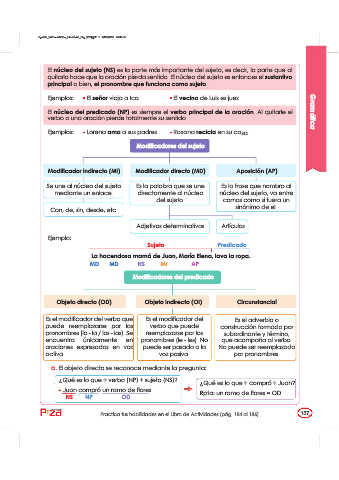 El núcleo del sujeto (NS) es la parte más importante del sujeto, es decir, la parte que al
quitarla hace que la oración pierda sentido. El núcleo del sujeto es entonces el sustantivo
principal o bien, el pronombre que funciona como sujeto.
Ejemplos: • El señor viaja a Ica. • El vecino de Luis es juez.
El núcleo del predicado (NP) es siempre el verbo principal de la oración. Al quitarle el
verbo a una oración pierde totalmente su sentido.
Ejemplos: • Lorena ama a sus padres • Rosana recicla en su casa
Gramática
Modificadores del sujeto
Modificador indirecto (MI) Modificador directo (MD) Aposición (AP)
Se une al núcleo del sujeto
mediante un enlace
Es la palabra que se une
directamente al núcleo
del sujeto
Es la frase que nombra al
núcleo del sujeto, va entre
comas como si fuera un
sinónimo de el
Con, de, sin, desde, etc
Adjetivos determinativos Artículos
Ejemplo:
Sujeto Predicado
La hacendosa mamá de Juan, María Elena, lava la ropa.
MD MD NS MI AP
Modificadores del predicado
Objeto directo (OD) Objeto indirecto (OI) Circunstancial
Es el modificador del verbo que
puede reemplazarse por los
pronombres (lo - la / los - las) Se
encuentra únicamente en
oraciones expresadas en voz
activa
Es el modificador del
verbo que puede
reemplazarse por los
pronombres (le - les) No
puede ser pasado a la
voz pasiva
Es el adverbio o
construcción formada por
subordinante y término,
que acompaña al verbo
No puede ser reemplazado
por pronombres
a. El objeto directo se reconoce mediante la pregunta:
¿Qué es lo que + verbo (NP) + sujeto (NS)?
• Juan compró un ramo de flores
NS NP OD
¿Qué es lo que + compró + Juan?
Rpta: un ramo de flores = OD
Practica tus habilidades en el Libro de Actividades (pág. 184 al 186)
137